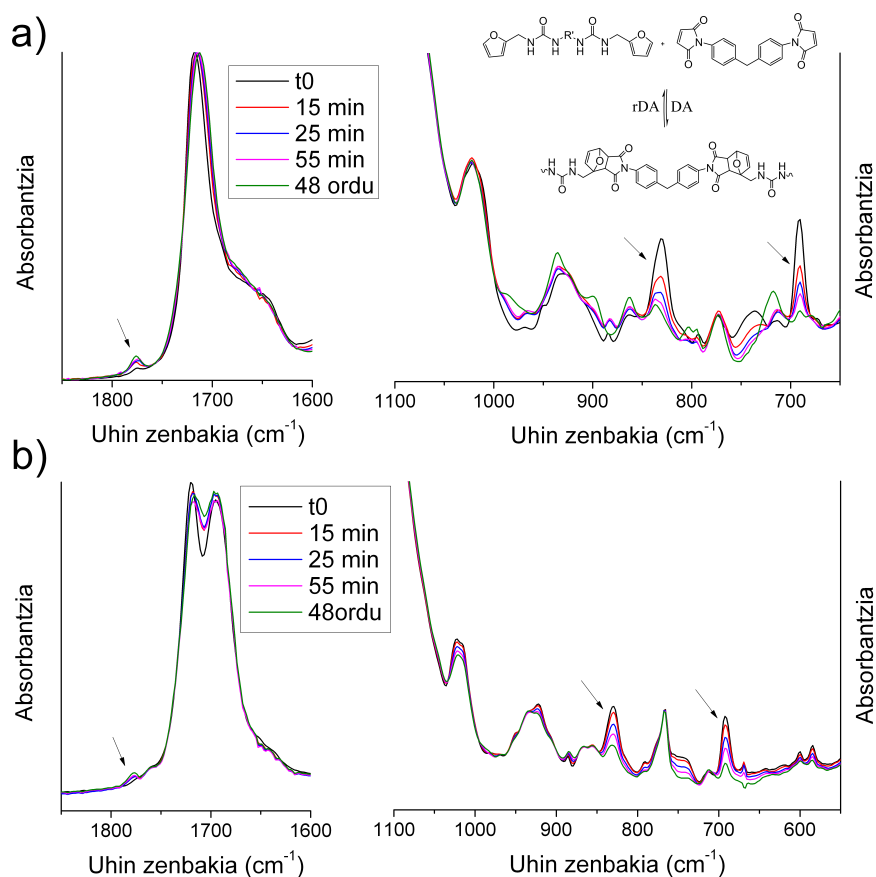 a)
t0
15 min
25 min
55 min
48 ordu
Absorbantzia
1800
1700
1600
Uhin zenbakia (cm-1)
O
O
O
O
O
O
N
H
N
H
R'
N
H
N
H
O
O
N
N
O
O
+
rDA
DA
O
O
O
O
O
O
O
O
N
N
N
H
N
H
N
H
N
H
1100
1000
900
800
700
Uhin zenbakia (cm-1)
Absorbantzia
b)
t0
15 min
25 min
55 min
48ordu
Absorbantzia
1800
1700
1600
Uhin zenbakia (cm-1)
1100
1000
900
800
700
600
Uhin zenbakia (cm-1)
Absorbantzia